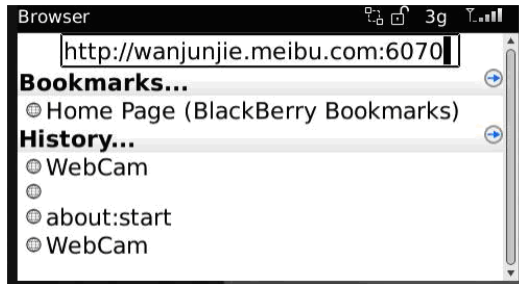 Browser 3g
http://wanjunjie.meibu.com:6070
Bookmarks...
Home Page (BlackBerry Bookmarks)
History...
WebCam
about:start
WebCam